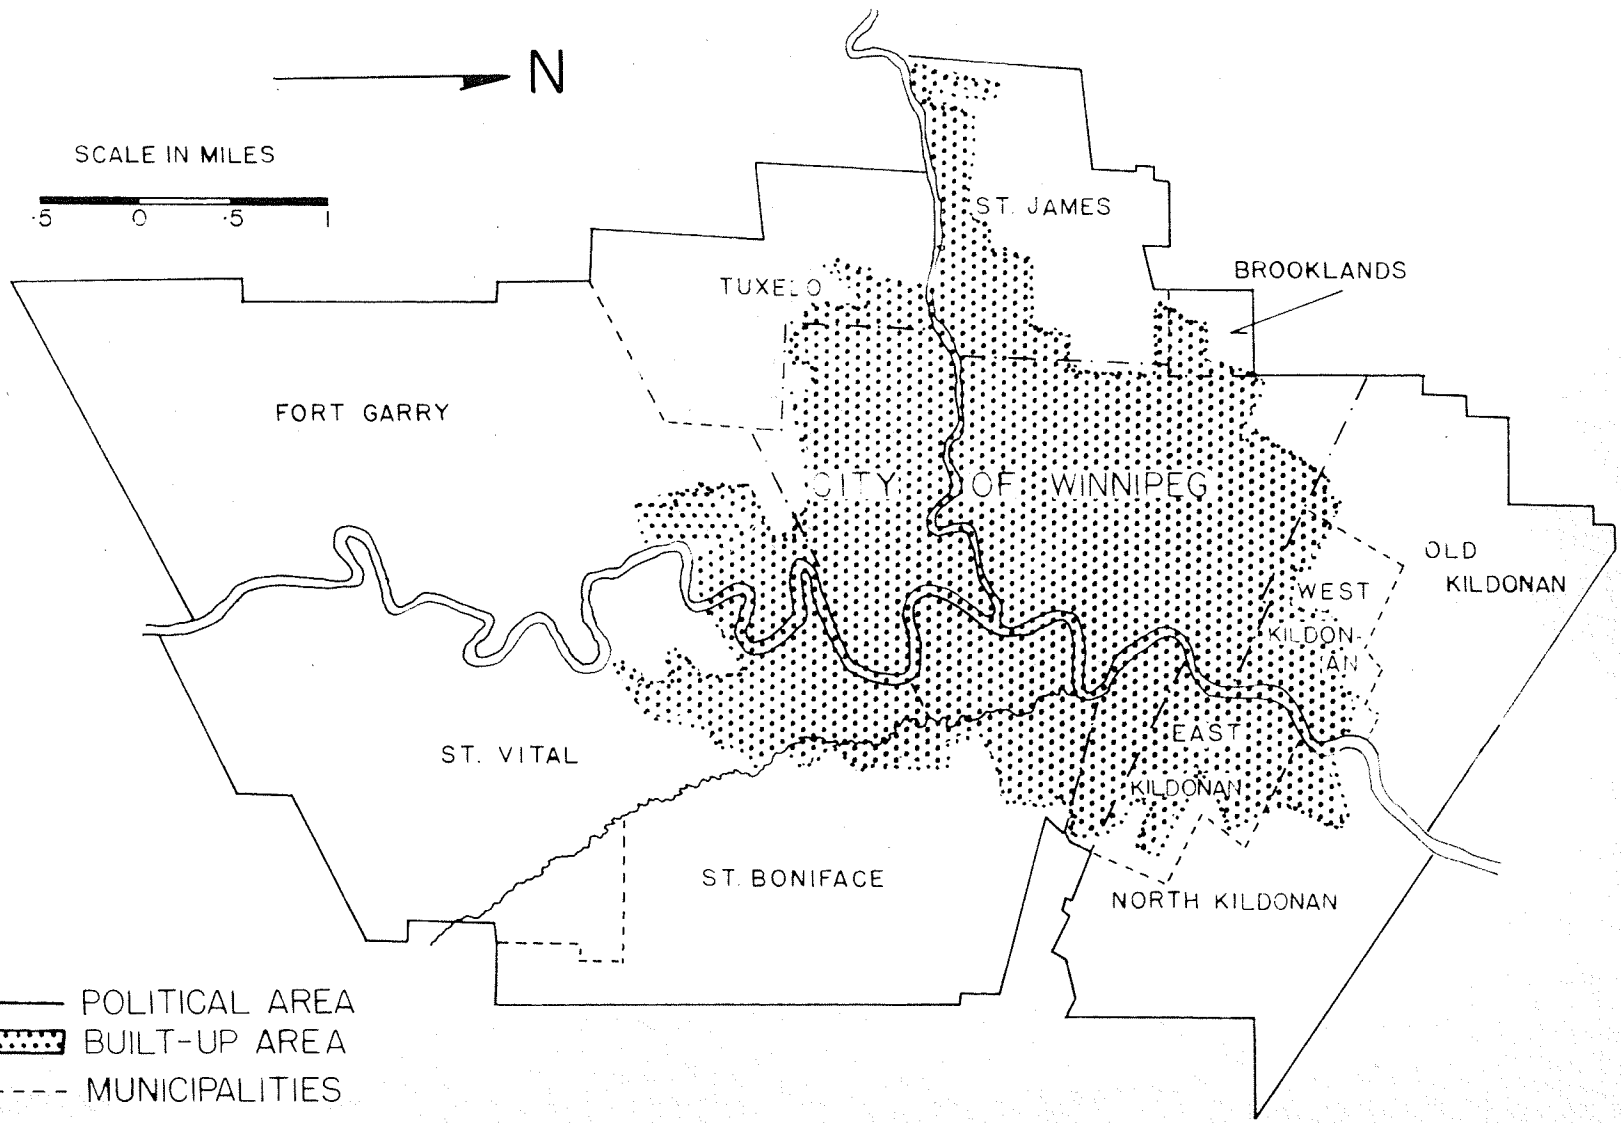 N
SCALE IN MILES
.5 0 .5 1
ST. JAMES
BROOKLANDS
TUXELO
FORT GARRY
CITY OF WINNIPEG
OLD
KILDONAN
WEST
KILDON-
AN
EAST
KILDONAN
ST. VITAL
ST. BONIFACE
NORTH KILDONAN
POLITICAL AREA
BUILT-UP AREA
MUNICIPALITIES